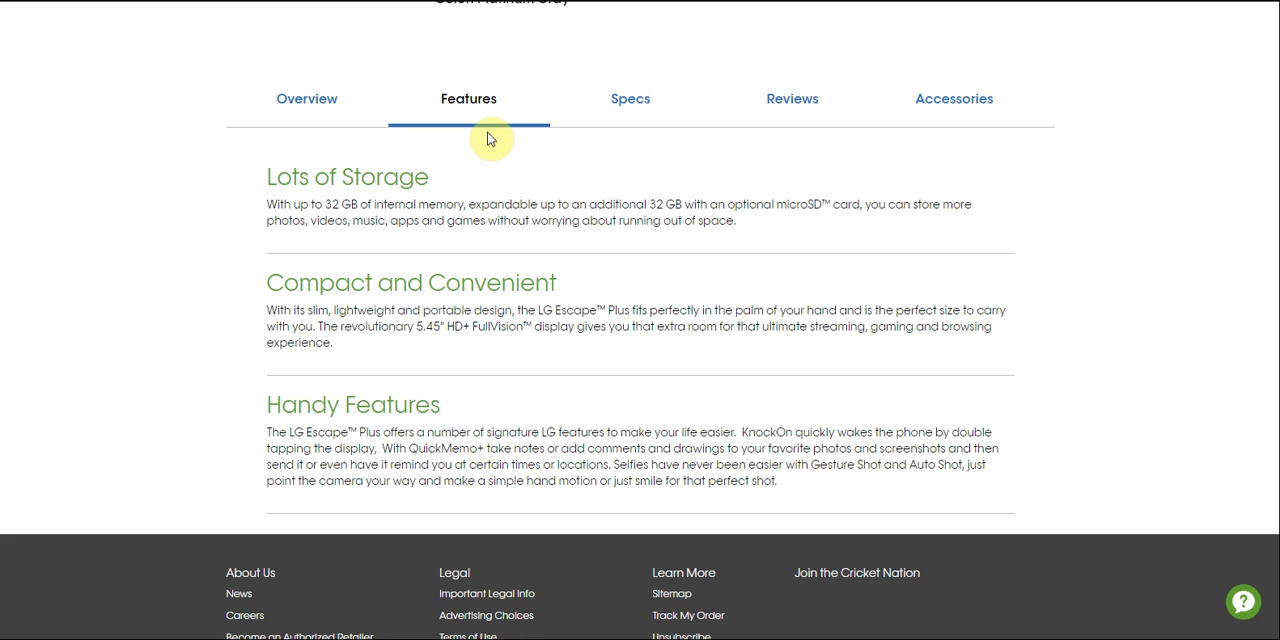 Overview Features Specs Reviews Accessories
Lots of Storage
With up to 32 GB of internal memory, expandable up to an additional 32 GB with an optional microSD™ card, you can store more
photos, videos, music, apps and games without worrying about running out of space.
Compact and Convenient
With its slim, lightweight and portable design, the LG Escape™ Plus fits perfectly in the palm of your hand and is the perfect size to carry
with you. The revolutionary 5.45" HD+ FullVision™ display gives you that extra room for that ultimate streaming, gaming and browsing
experience.
Handy Features
The LG Escape™ Plus offers a number of signature LG features to make your life easier. KnockOn quickly wakes the phone by double
tapping the display, With QuickMemo+ take notes or add comments and drawings to your favorite photos and screenshots and then
send it or even have it remind you at certain times or locations. Selfies have never been easier with Gesture Shot and Auto Shot, just
point the camera your way and make a simple hand motion or just smile for that perfect shot.
About Us Legal Learn More Join the Cricket Nation
News Important Legal Info Sitemap
Careers Advertising Choices Track My Order
Become an Authorized Retailer Terms of Use Unsubscribe
?